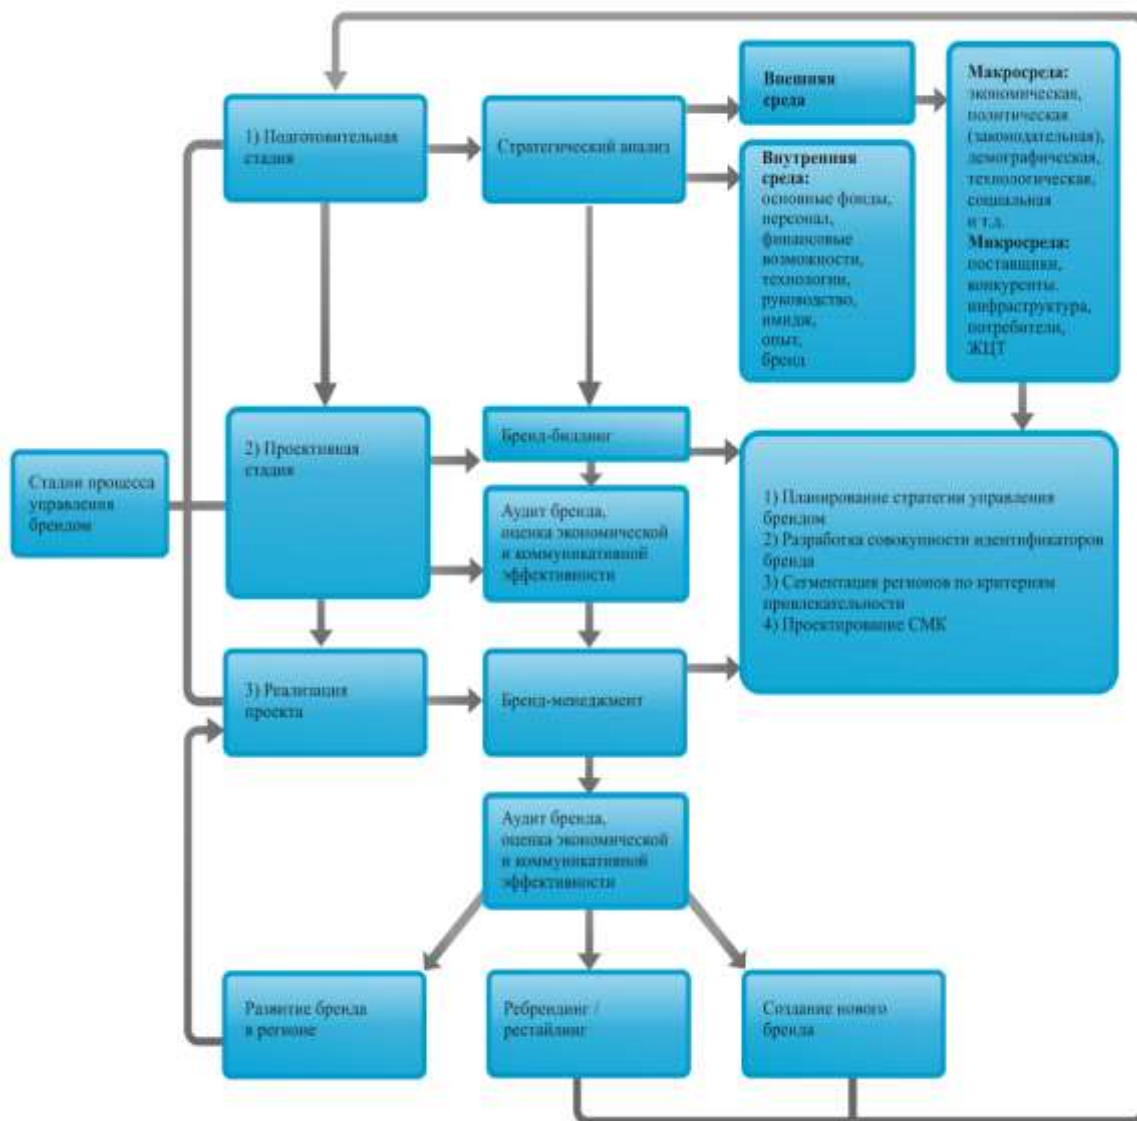 Стадии процесса
управления
брендом
1) Подготовительная
стадия
Стратегический анализ
Внешняя
среда
Внутренняя
среда:
основные фонды,
персонал,
финансовые
возможности,
технологии,
руководство,
имидж,
опыт,
бренд
Макросреда:
экономическая,
политическая
(законодательная),
демографическая,
технологическая,
социальная
и т.д.
Микросреда:
поставщики,
конкуренты.
инфраструктура,
потребители,
ЖЦТ
2) Проективная
стадия
Бренд-билдинг
Аудит бренда,
оценка экономической
и коммуникативной
эффективности
1) Планирование стратегии управления
брендом
2) Разработка совокупности идентификаторов
бренда
3) Сегментация регионов по критериям
привлекательности
4) Проектирование СМК
3) Реализация
проекта
Бренд-менеджмент
Аудит бренда,
оценка экономической
и коммуникативной
эффективности
Развитие бренда
в регионе
Ребрендинг /
рестайлинг
Создание нового
бренда